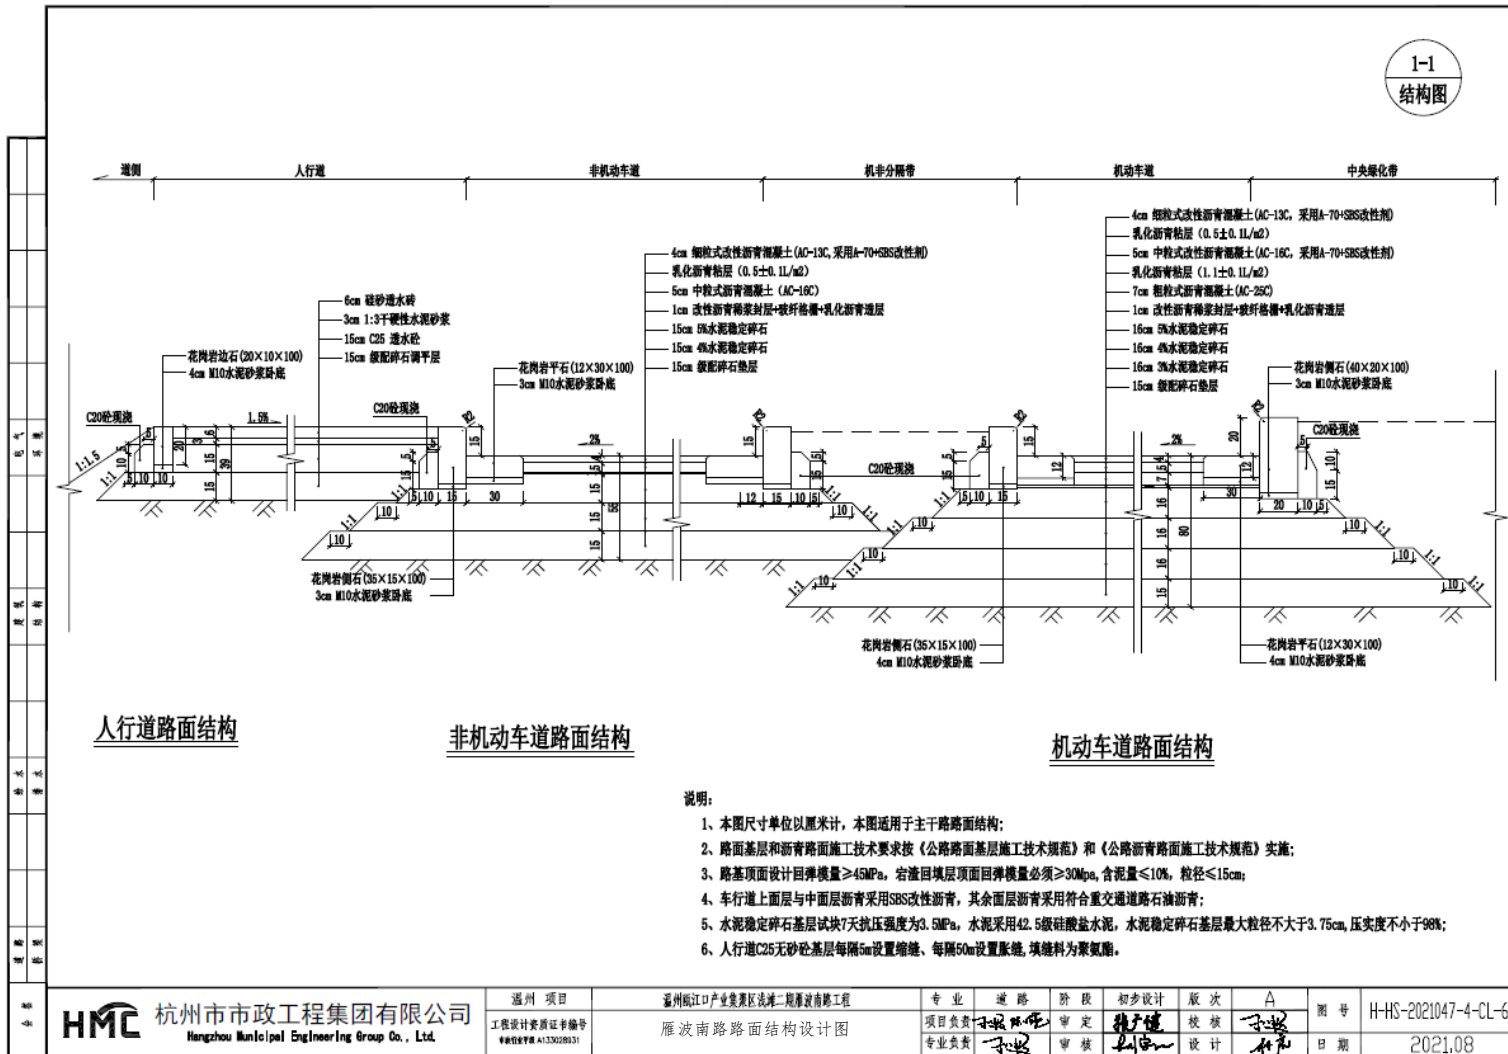 1-1
结构图
道侧 人行道 非机动车道 机非分隔带 机动车道 中央绿化带
6cm 硅砂透水砖
3cm 1:3干硬性水泥砂浆
15cm C25 透水砼
15cm 级配碎石调平层
花岗岩边石(20×10×100)
4cm M10水泥砂浆卧底
C20砼现浇
C20砼现浇
4cm 细粒式改性沥青混凝土(AC-13C,采用A-70+SBS改性剂)
乳化沥青粘层（0.5±0.1L/m2）
5cm 中粒式沥青混凝土（AC-16C）
1cm 改性沥青稀浆封层+玻纤格栅+乳化沥青透层
15cm 5%水泥稳定碎石
15cm 4%水泥稳定碎石
15cm 级配碎石垫层
花岗岩平石(12×30×100)
3cm M10水泥砂浆卧底
4cm 细粒式改性沥青混凝土(AC-13C, 采用A-70+SBS改性剂)
乳化沥青粘层（0.5±0.1L/m2）
5cm 中粒式改性沥青混凝土(AC-16C, 采用A-70+SBS改性剂)
乳化沥青粘层（1.1±0.1L/m2）
7cm 粗粒式沥青混凝土(AC-25C)
1cm 改性沥青稀浆封层+玻纤格栅+乳化沥青透层
16cm 5%水泥稳定碎石
16cm 4%水泥稳定碎石
16cm 3%水泥稳定碎石
15cm 级配碎石垫层
花岗岩侧石(40×20×100)
3cm M10水泥砂浆卧底
C20砼现浇
C20砼现浇
1:1.5
1:1
1.5%
2%
2%
R2
R2
R2
R2
花岗岩侧石(35×15×100)
3cm M10水泥砂浆卧底
花岗岩侧石(35×15×100)
4cm M10水泥砂浆卧底
花岗岩平石(12×30×100)
4cm M10水泥砂浆卧底
人行道路面结构
非机动车道路面结构
机动车道路面结构
说明：
1、本图尺寸单位以厘米计，本图适用于主干路路面结构;
2、路面基层和沥青路面施工技术要求按《公路路面基层施工技术规范》和《公路沥青路面施工技术规范》实施;
3、路基顶面设计回弹模量≥45MPa，岩渣回填层顶面回弹模量必须≥30Mpa,含泥量≤10%，粒径≤15cm;
4、车行道上面层与中面层沥青采用SBS改性沥青，其余面层沥青采用符合重交通道路石油沥青;
5、水泥稳定碎石基层试块7天抗压强度为3.5MPa，水泥采用42.5级硅酸盐水泥，水泥稳定碎石基层最大粒径不大于3.75cm,压实度不小于98%;
6、人行道C25无砂砼基层每隔5m设置缩缝、每隔50m设置胀缝,填缝料为聚氨酯。
HMC 杭州市市政工程集团有限公司
Hangzhou Municipal Engineering Group Co., Ltd.
温州 项目
工程设计资质证书编号
A133028931
温州瓯江口产业集聚区浅滩二期雁波南路工程
雁波南路路面结构设计图
专 业 道 路 阶 段 初步设计 版 次 A
项目负责 审 定 校 核
专业负责 审 核 设 计
图 号 H-HS-2021047-4-CL-6
日 期 2021.08